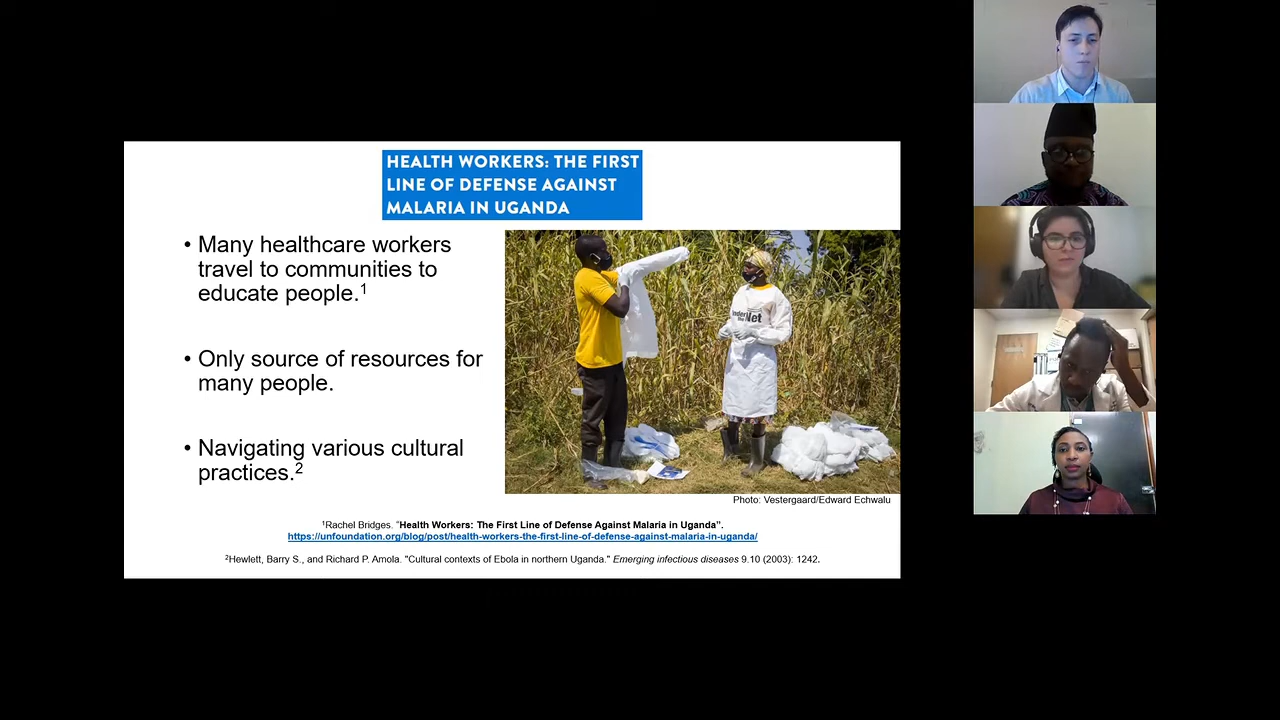 HEALTH WORKERS: THE FIRST
LINE OF DEFENSE AGAINST
MALARIA IN UGANDA
• Many healthcare workers
travel to communities to
educate people.1
• Only source of resources for
many people.
• Navigating various cultural
practices.2
Net
Photo: Vestergaard/Edward Echwalu
1Rachel Bridges. "Health Workers: The First Line of Defense Against Malaria in Uganda".
https://unfoundation.org/blog/post/health-workers-the-first-line-of-defense-against-malaria-in-uganda/
2Hewlett, Barry S., and Richard P. Amola. "Cultural contexts of Ebola in northern Uganda." Emerging infectious diseases 9.10 (2003): 1242.